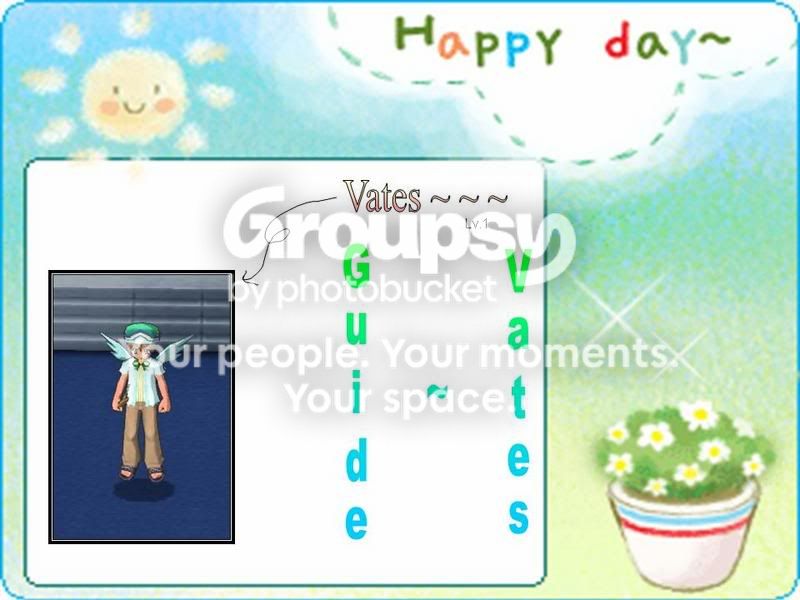 Happy day~
Vates ~ ~ ~
Lv.1
Groupsy
by photobucket
Your people. Your moments.
Your space.
Guide
~
Vates